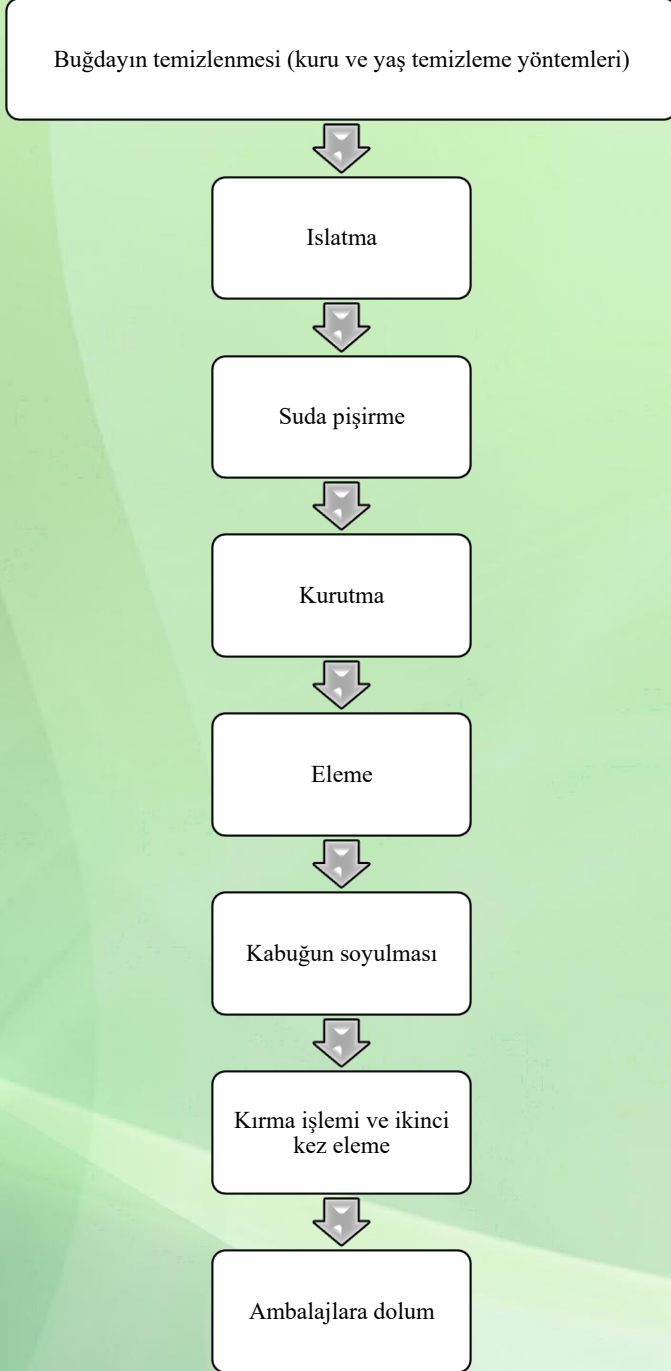 Buğdayın temizlenmesi (kuru ve yaş temizleme yöntemleri)
Islatma
Suda pişirme
Kurutma
Eleme
Kabuğun soyulması
Kırma işlemi ve ikinci
kez eleme
Ambalajlara dolum